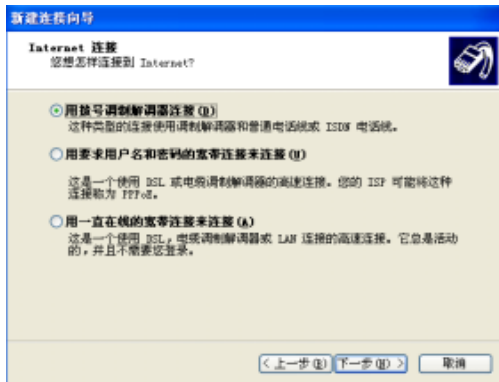 新建连接向导
Internet 连接
您想怎样连接到 Internet?
用拨号调制解调器连接(D)
这种类型的连接使用调制解调器和普通电话线或 ISDN 电话线。
用要求用户名和密码的宽带连接来连接(U)
这是一个使用 DSL 或电缆调制解调器的高速连接。您的 ISP 可能将这种
连接称为 PPPoE。
用一直在线的宽带连接来连接(A)
这是一个使用 DSL,电缆调制解调器或 LAN 连接的高速连接。它总是活动
的,并且不需要您登录。
<上一步(B)
下一步(N)>
取消